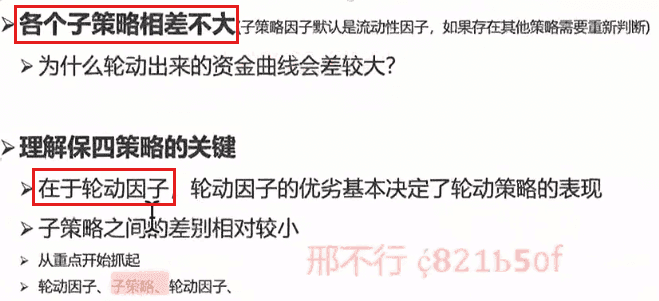 ➢各个子策略相差不大(子策略因子默认是流动性因子，如果存在其他策略需要重新判断)
➢为什么轮动出来的资金曲线会差较大？
➢理解保四策略的关键
➢在于轮动因子，轮动因子的优劣基本决定了轮动策略的表现
➢子策略之间的差别相对较小
➢从重点开始抓起
➢轮动因子、子策略、轮动因子、
邢不行 ¢821b5of